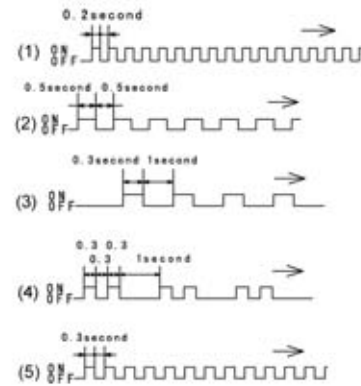 0.2second
(1) ON
OFF
0.5second 0.5second
(2) ON
OFF
0.3second 1second
(3) ON
OFF
0.3 0.3
0.3 1second
(4) ON
OFF
0.3second
(5) ON
OFF